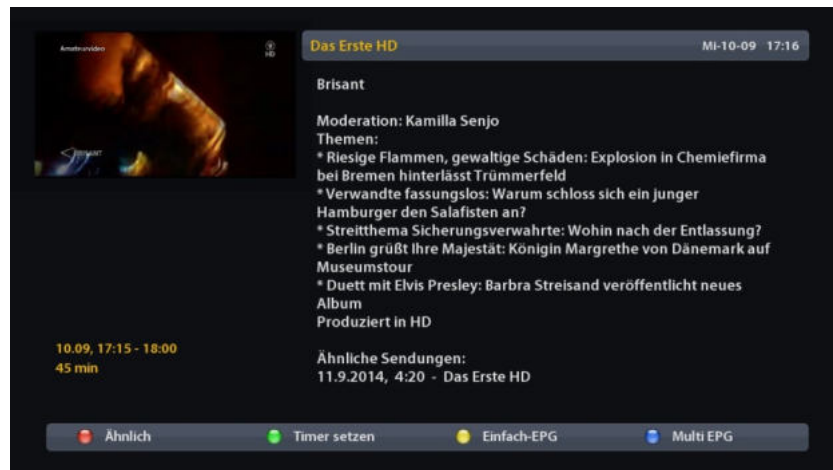 Amateurvideo
HD
BRISANT
Das Erste HD
Mi-10-09 17:16
Brisant
Moderation: Kamilla Senjo
Themen:
* Riesige Flammen, gewaltige Schäden: Explosion in Chemiefirma
bei Bremen hinterlässt Trümmerfeld
* Verwandte fassungslos: Warum schloss sich ein junger
Hamburger den Salafisten an?
* Streitthema Sicherungsverwahrte: Wohin nach der Entlassung?
* Berlin grüßt Ihre Majestät: Königin Margrethe von Dänemark auf
Museumstour
* Duett mit Elvis Presley: Barbra Streisand veröffentlicht neues
Album
Produziert in HD
Ähnliche Sendungen:
11.9.2014, 4:20 - Das Erste HD
10.09, 17:15 - 18:00
45 min
Ähnlich
Timer setzen
Einfach-EPG
Multi EPG